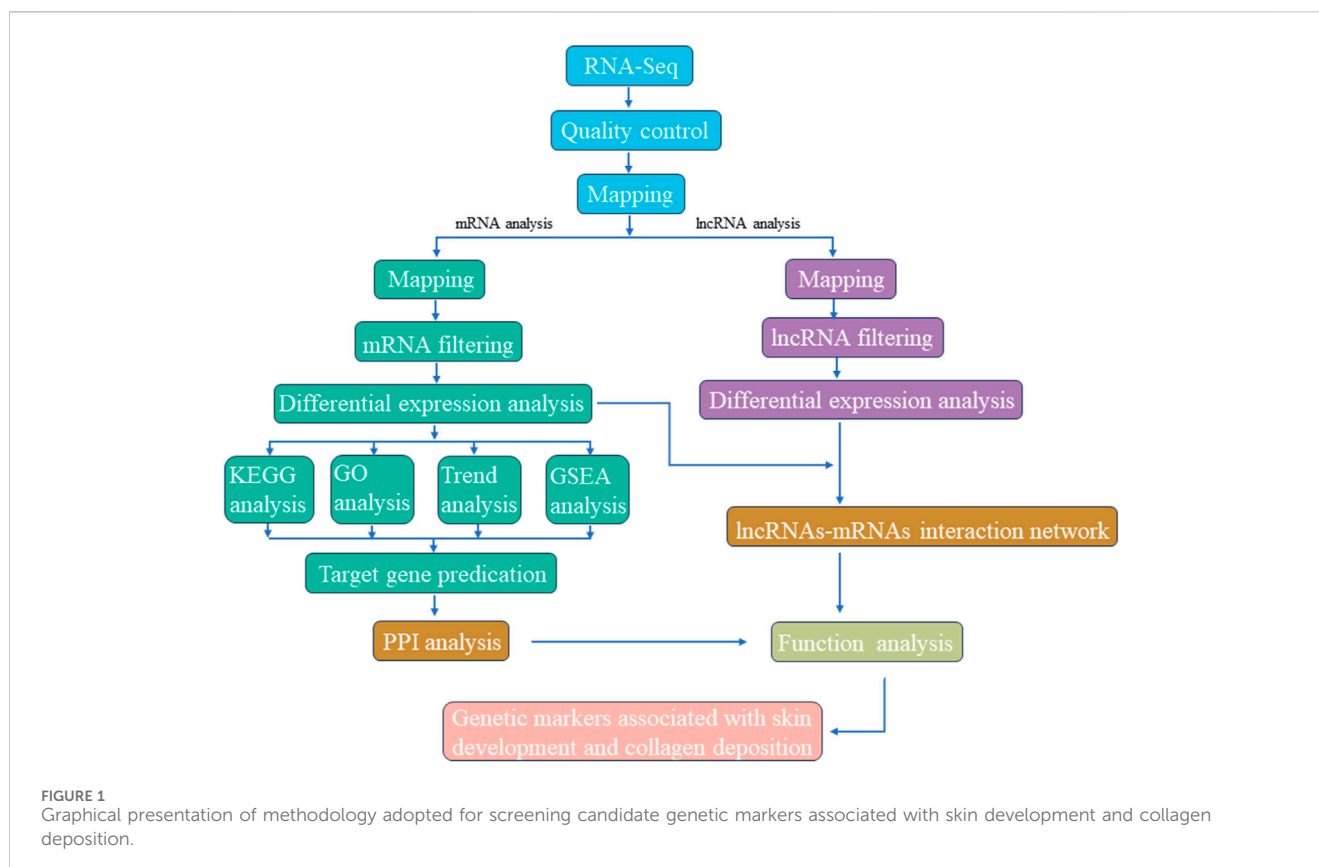 RNA-Seq
Quality control
Mapping
mRNA analysis
lncRNA analysis
Mapping
Mapping
mRNA filtering
lncRNA filtering
Differential expression analysis
Differential expression analysis
KEGG
analysis
GO
analysis
Trend
analysis
GSEA
analysis
lncRNAs-mRNAs interaction network
Target gene predication
PPI analysis
Function analysis
Genetic markers associated with skin
development and collagen deposition
FIGURE 1
Graphical presentation of methodology adopted for screening candidate genetic markers associated with skin development and collagen
deposition.